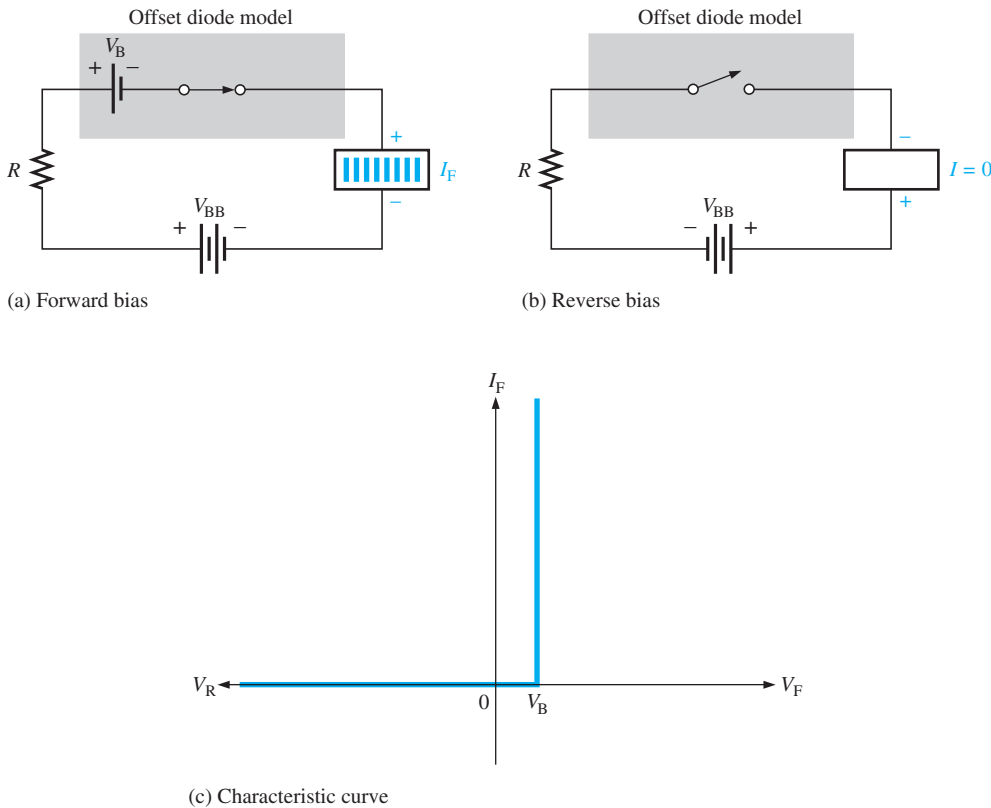 Offset diode model
V_B
+ −
R
+
I_F
−
V_BB
+ −
(a) Forward bias
Offset diode model
R
−
I = 0
+
V_BB
− +
(b) Reverse bias
I_F
V_R
0
V_B
V_F
(c) Characteristic curve